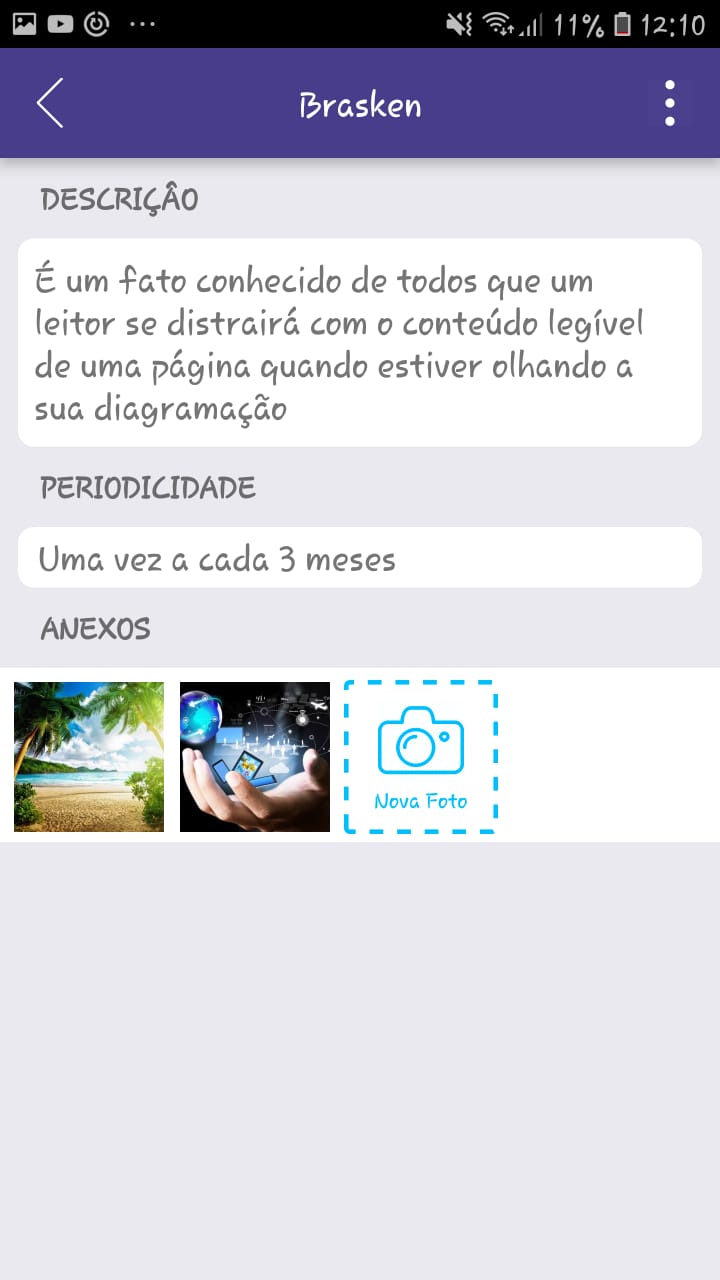 11% 12:10
Brasken
DESCRIÇÂO
É um fato conhecido de todos que um
leitor se distrairá com o conteúdo legível
de uma página quando estiver olhando a
sua diagramação
PERIODICIDADE
Uma vez a cada 3 meses
ANEXOS
Nova Foto